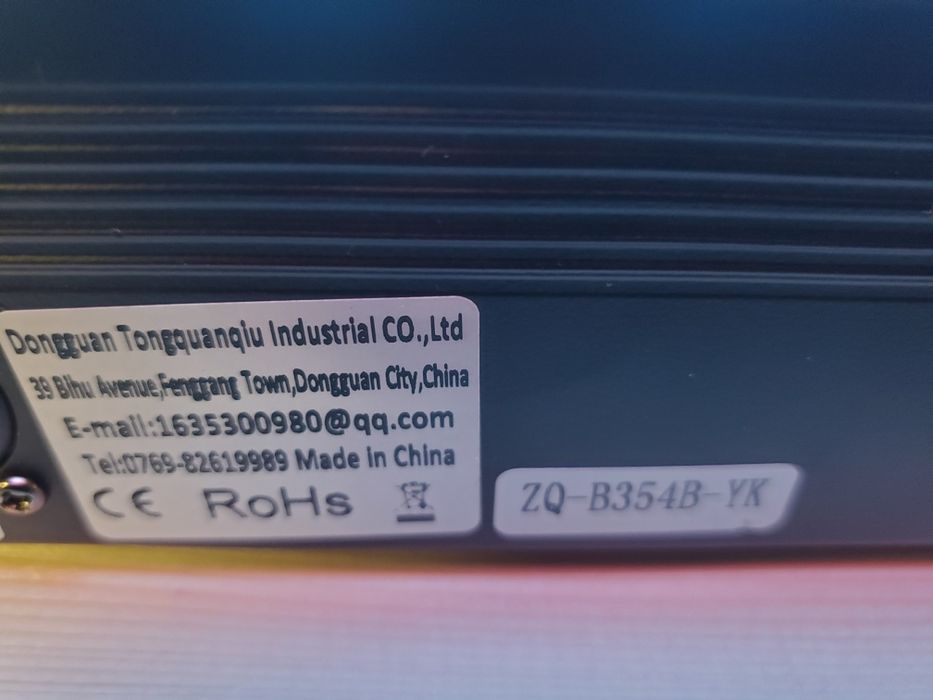 Dongguan Tongquanqiu Industrial CO.,Ltd
39 Bihu Avenue,Fenggang Town,Dongguan City,China
E-mail:1635300980@qq.com
Tel:0769-82619989 Made in China
CE RoHs
ZQ-B354B-YK